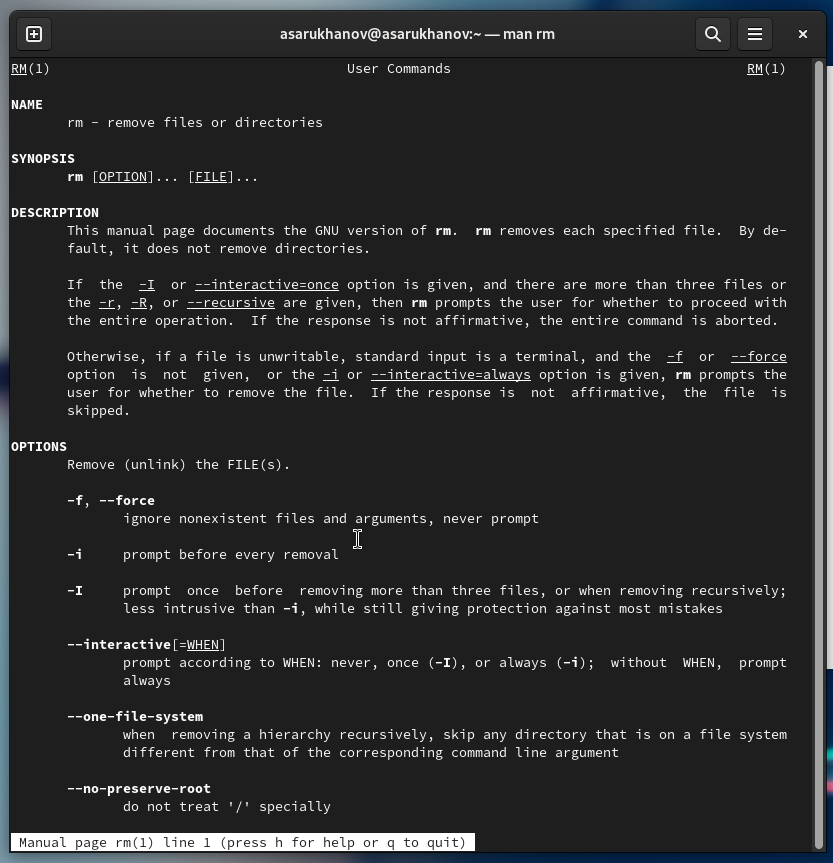 asarukhanov@asarukhanov:~ — man rm
RM(1) User Commands RM(1)
NAME
rm - remove files or directories
SYNOPSIS
rm [OPTION]... [FILE]...
DESCRIPTION
This manual page documents the GNU version of rm. rm removes each specified file. By de-
fault, it does not remove directories.
If the -I or --interactive=once option is given, and there are more than three files or
the -r, -R, or --recursive are given, then rm prompts the user for whether to proceed with
the entire operation. If the response is not affirmative, the entire command is aborted.
Otherwise, if a file is unwritable, standard input is a terminal, and the -f or --force
option is not given, or the -i or --interactive=always option is given, rm prompts the
user for whether to remove the file. If the response is not affirmative, the file is
skipped.
OPTIONS
Remove (unlink) the FILE(s).
-f, --force
ignore nonexistent files and arguments, never prompt
-i prompt before every removal
-I prompt once before removing more than three files, or when removing recursively;
less intrusive than -i, while still giving protection against most mistakes
--interactive[=WHEN]
prompt according to WHEN: never, once (-I), or always (-i); without WHEN, prompt
always
--one-file-system
when removing a hierarchy recursively, skip any directory that is on a file system
different from that of the corresponding command line argument
--no-preserve-root
do not treat '/' specially
Manual page rm(1) line 1 (press h for help or q to quit)